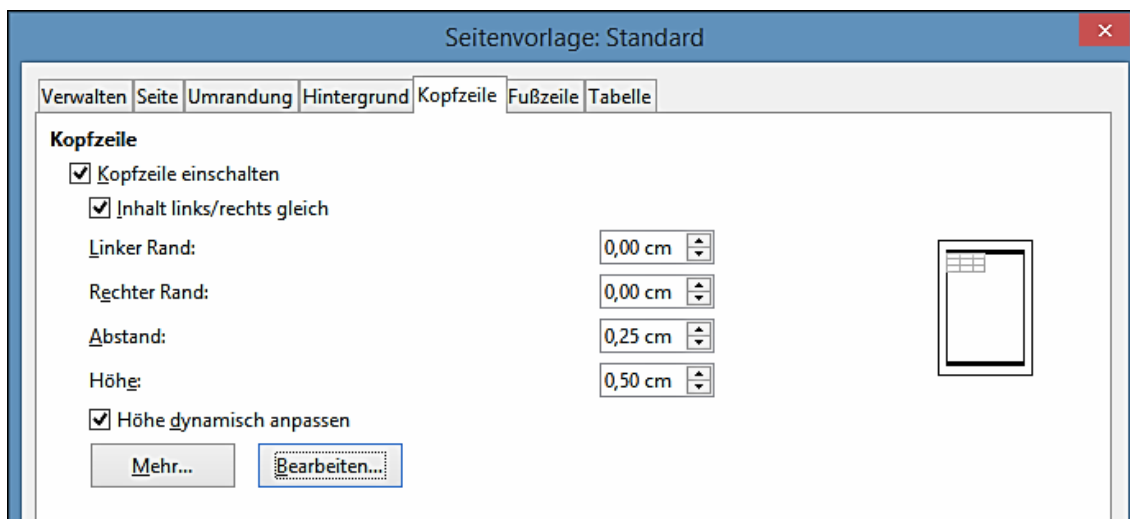 Seitenvorlage: Standard
Verwalten Seite Umrandung Hintergrund Kopfzeile Fußzeile Tabelle
Kopfzeile
Kopfzeile einschalten
Inhalt links/rechts gleich
Linker Rand: 0,00 cm
Rechter Rand: 0,00 cm
Abstand: 0,25 cm
Höhe: 0,50 cm
Höhe dynamisch anpassen
Mehr... Bearbeiten...